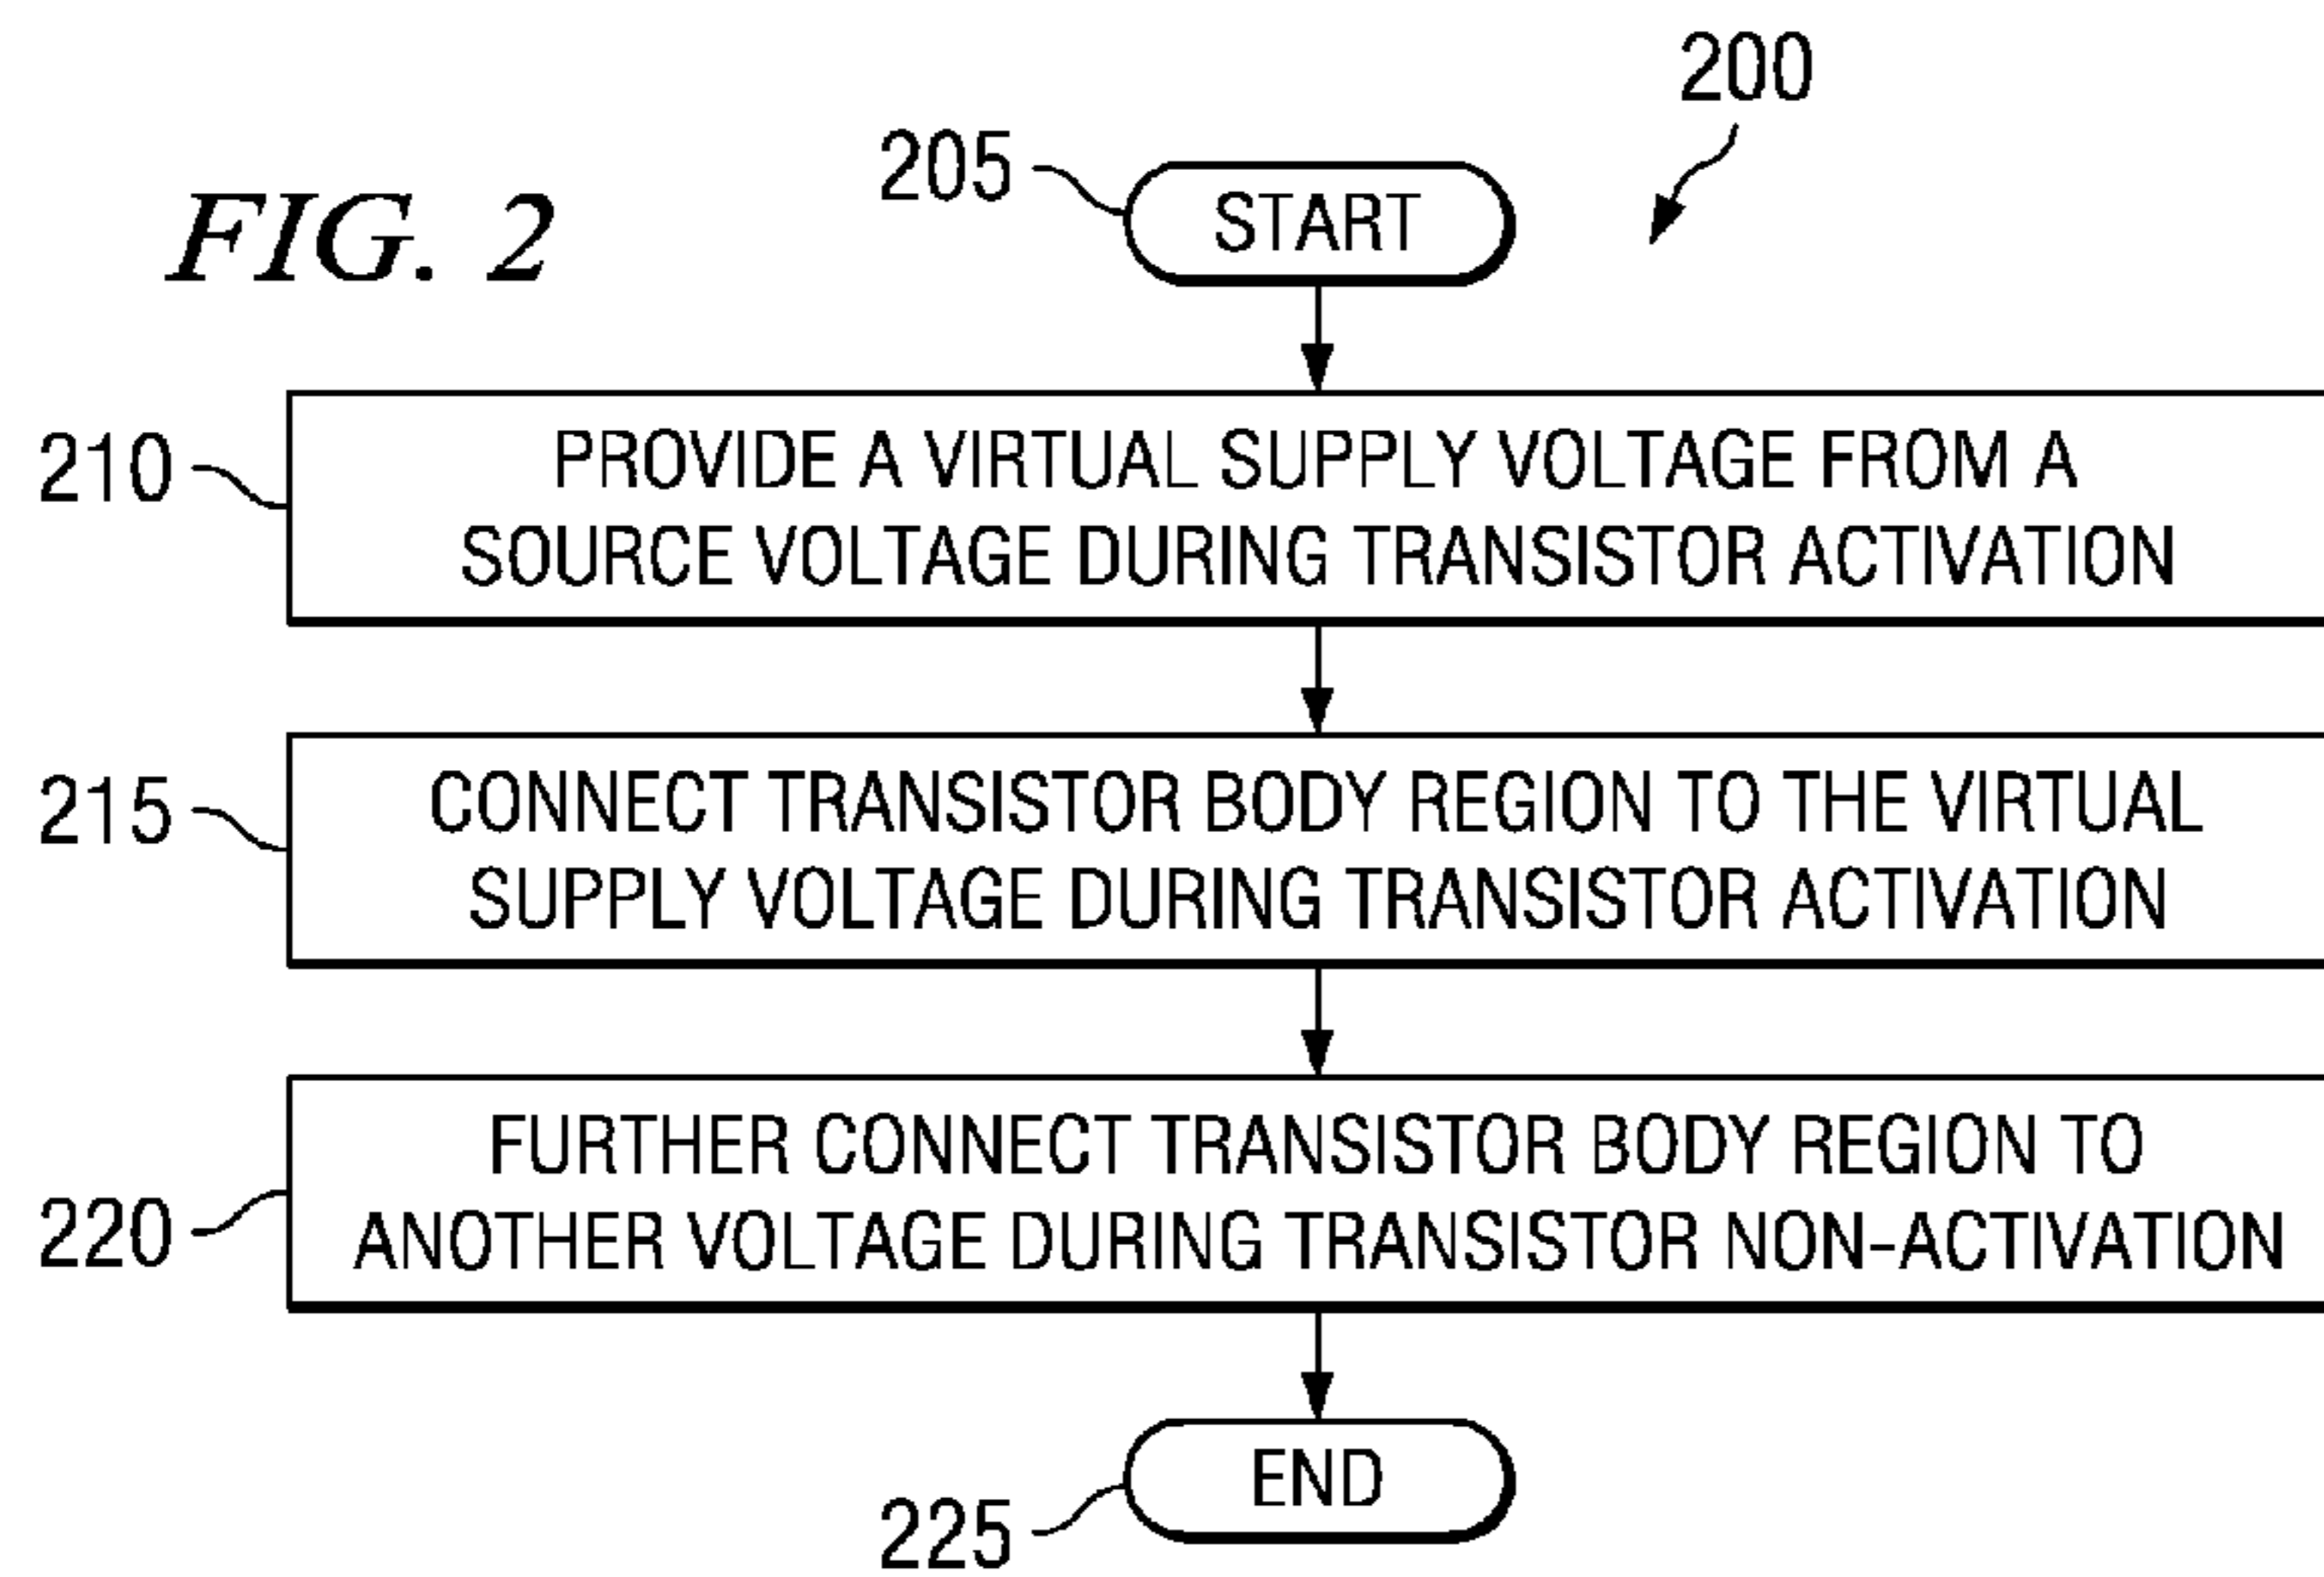 200
205
START
FIG. 2
210
PROVIDE A VIRTUAL SUPPLY VOLTAGE FROM A
SOURCE VOLTAGE DURING TRANSISTOR ACTIVATION
215
CONNECT TRANSISTOR BODY REGION TO THE VIRTUAL
SUPPLY VOLTAGE DURING TRANSISTOR ACTIVATION
220
FURTHER CONNECT TRANSISTOR BODY REGION TO
ANOTHER VOLTAGE DURING TRANSISTOR NON-ACTIVATION
END
225